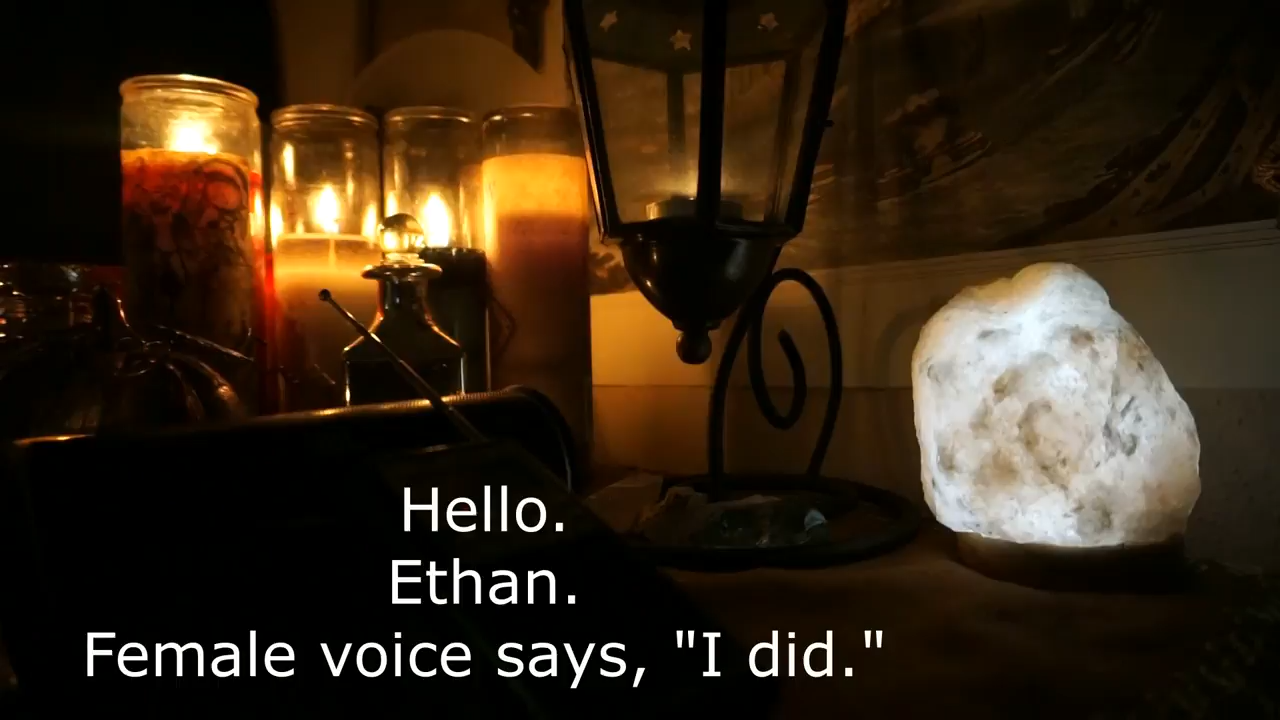 Hello.
Ethan.
Female voice says, "I did."